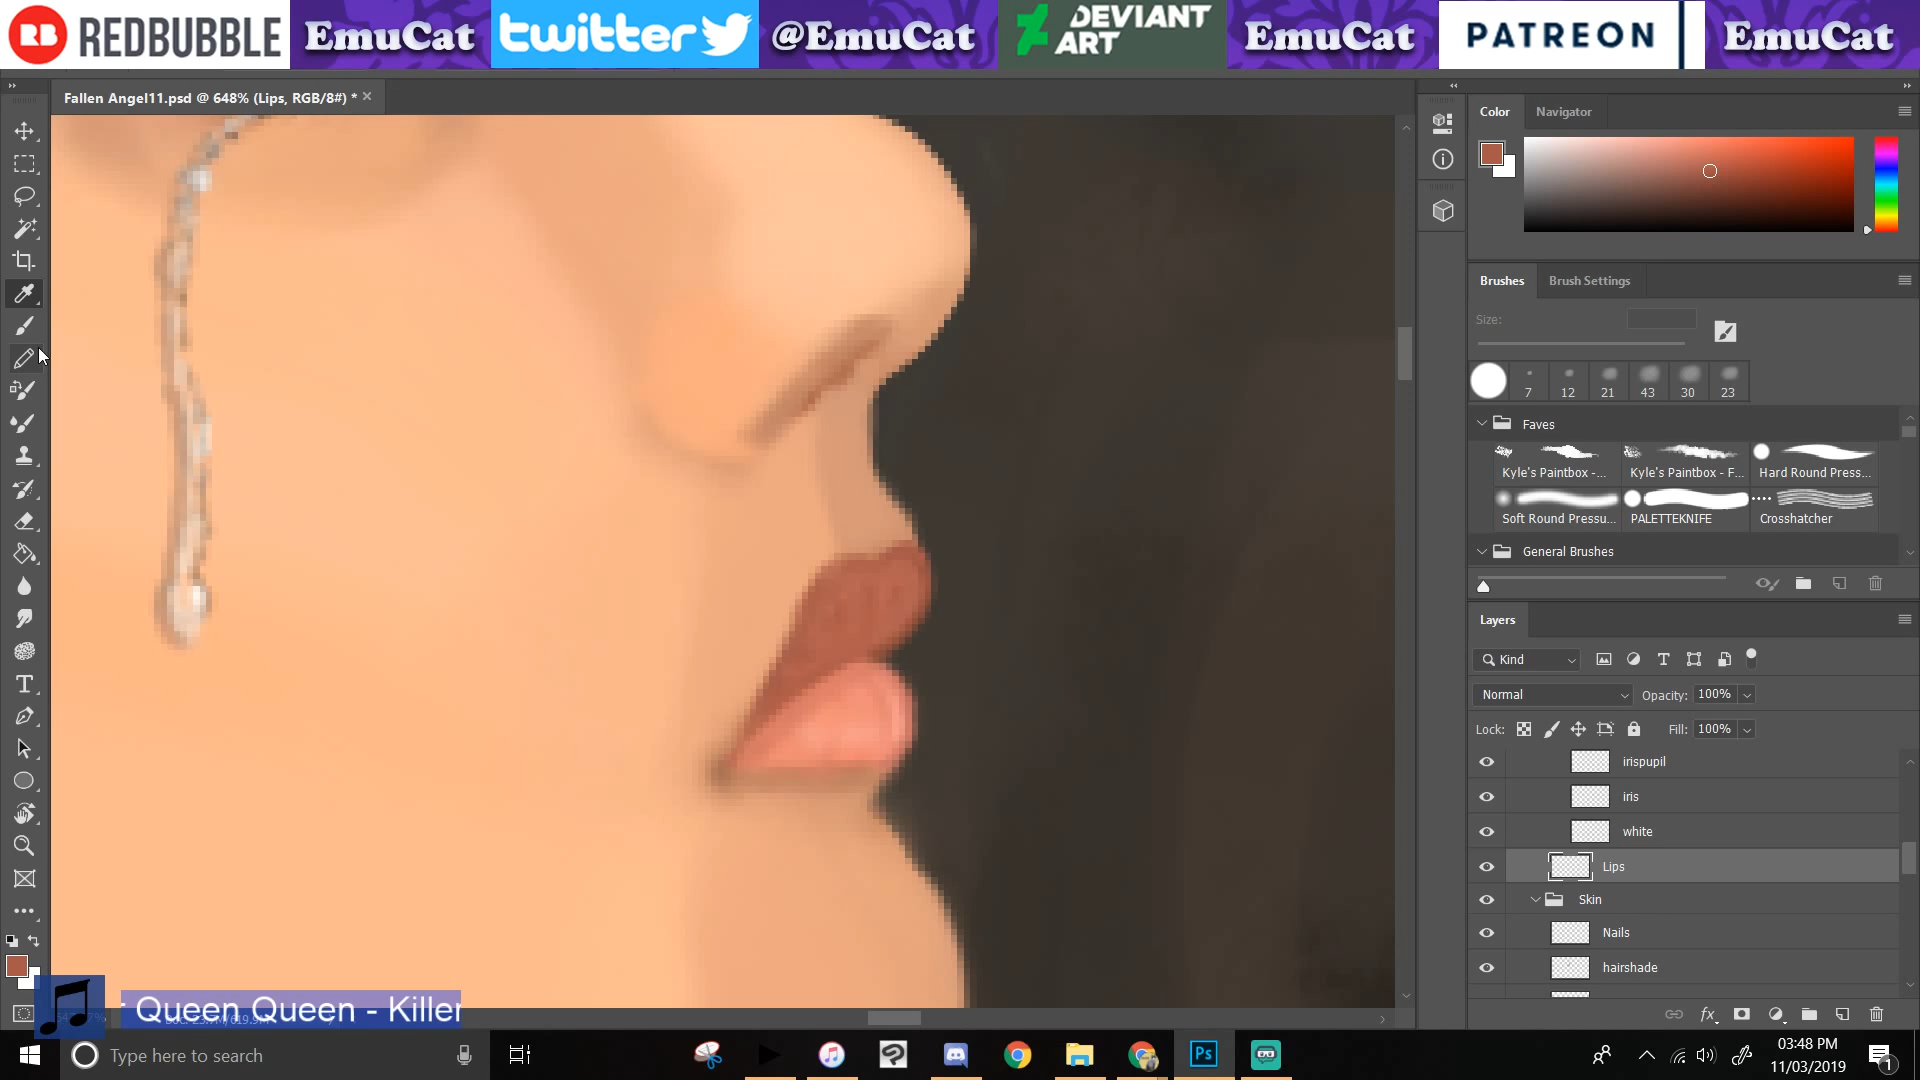 RB REDBUBBLE EmuCat twitter @EmuCat DEVIANT ART EmuCat PATREON EmuCat
Fallen Angel11.psd @ 648% (Lips, RGB/8#) *
Color Navigator
Brushes Brush Settings
Size:
7 12 21 43 30 23
Faves
Kyle's Paintbox -... Kyle's Paintbox - F... Hard Round Press...
Soft Round Pressu... PALETTEKNIFE Crosshatcher
General Brushes
Layers
Kind
Normal Opacity: 100%
Lock: Fill: 100%
irispupil
iris
white
Lips
Skin
Nails
hairshade
Queen Queen - Killer
Type here to search
Ps
03:48 PM
11/03/2019
1